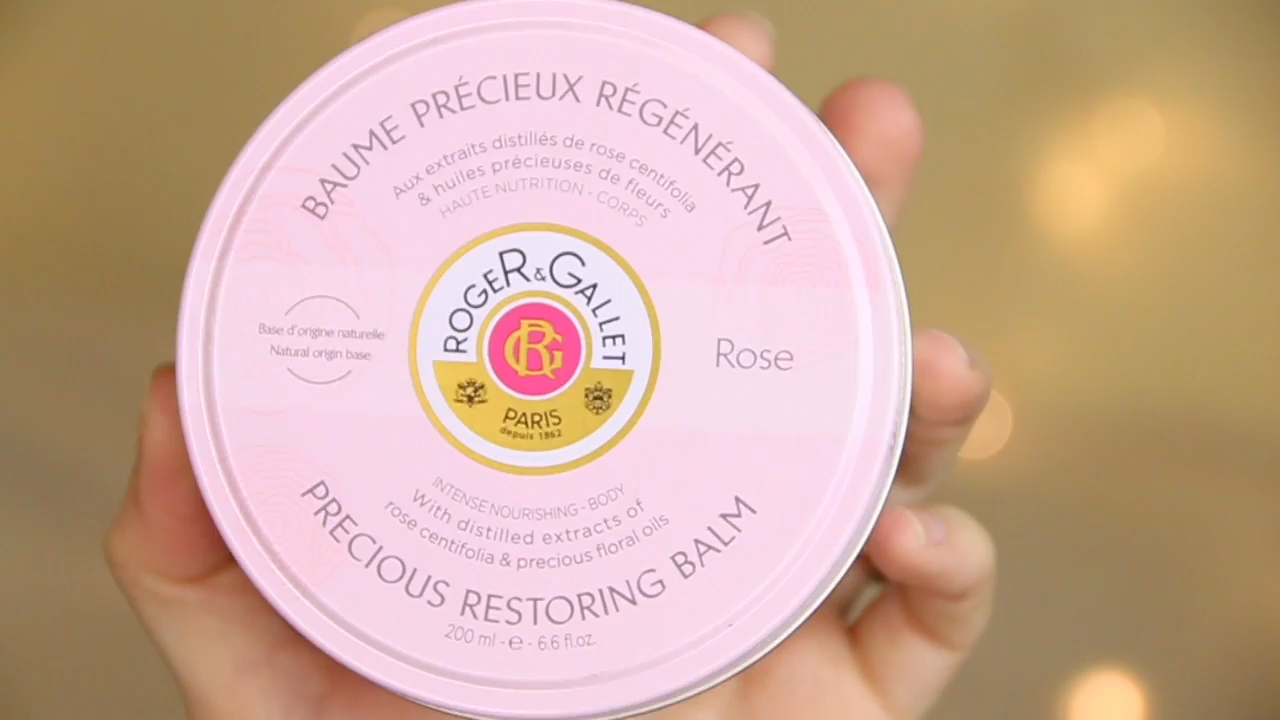 BAUME PRÉCIEUX RÉGÉNÉRANT
Aux extraits distillés de rose centifolia
& huiles précieuses de fleurs
HAUTE NUTRITION - CORPS
ROGER & GALLET
RG
PARIS
depuis 1862
Base d'origine naturelle
Natural origin base
Rose
INTENSE NOURISHING - BODY
With distilled extracts of
rose centifolia & precious floral oils
PRECIOUS RESTORING BALM
200 ml - e - 6.6 fl.oz.